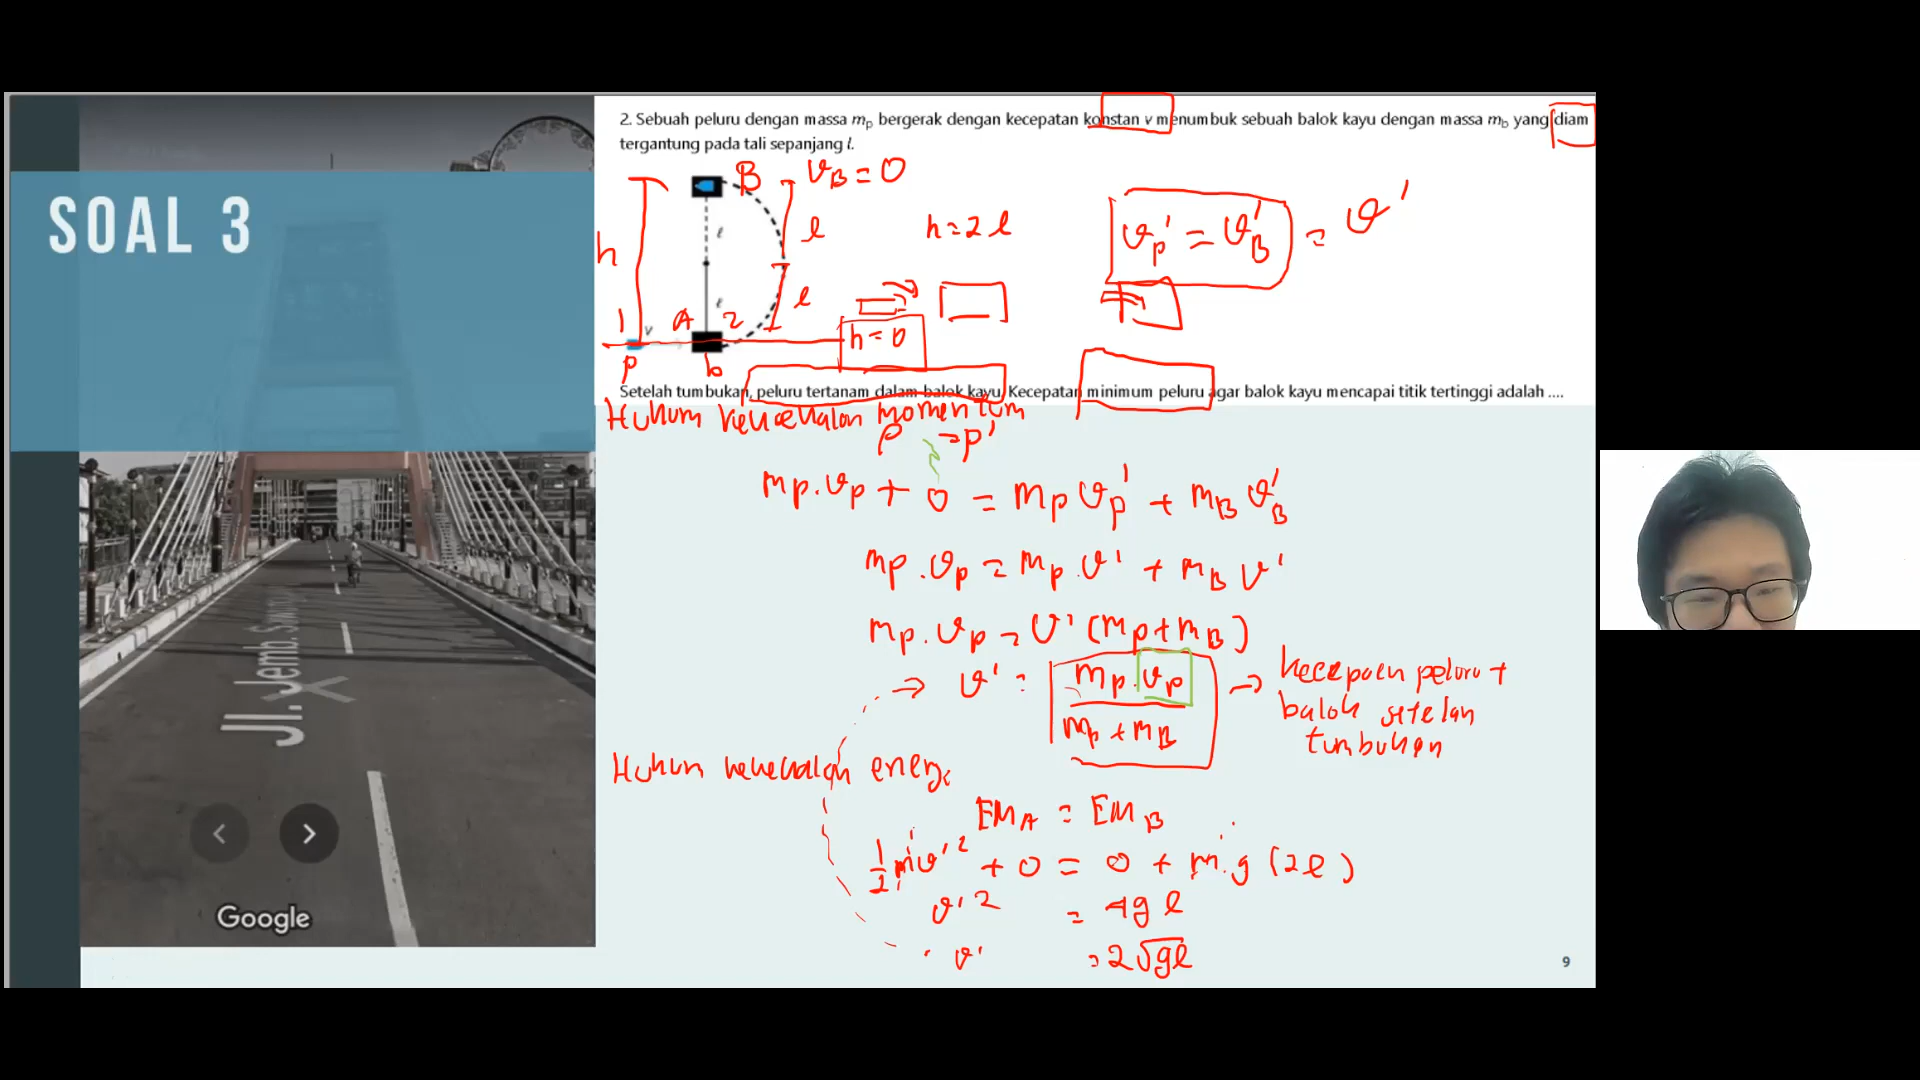 SOAL 3
2. Sebuah peluru dengan massa mp bergerak dengan kecepatan konstan v menumbuk sebuah balok kayu dengan massa mb yang diam
tergantung pada tali sepanjang l.
B vB = 0
h l h = 2l vp' = vB' = v'
l
l
l
1 v A 2 h = 0
p b
Setelah tumbukan, peluru tertanam dalam balok kayu. Kecepatan minimum peluru agar balok kayu mencapai titik tertinggi adalah ....
Hukum kekekalan momentum
p = p'
mp.vp + 0 = mp vp' + mB vB'
mp.vp = mp.v' + mB v'
mp.vp = v' (mp+mB)
→ v' = mp.vp / mp + mB → kecepaen peluru +
balok setelah
tumbukan
Hukum kekekalan energi
EMA = EMB
1/2 mv'² + 0 = 0 + m.g (2l)
v'2 = 4g l
v' = 2√gl
Jl. Jemb.
Google
9